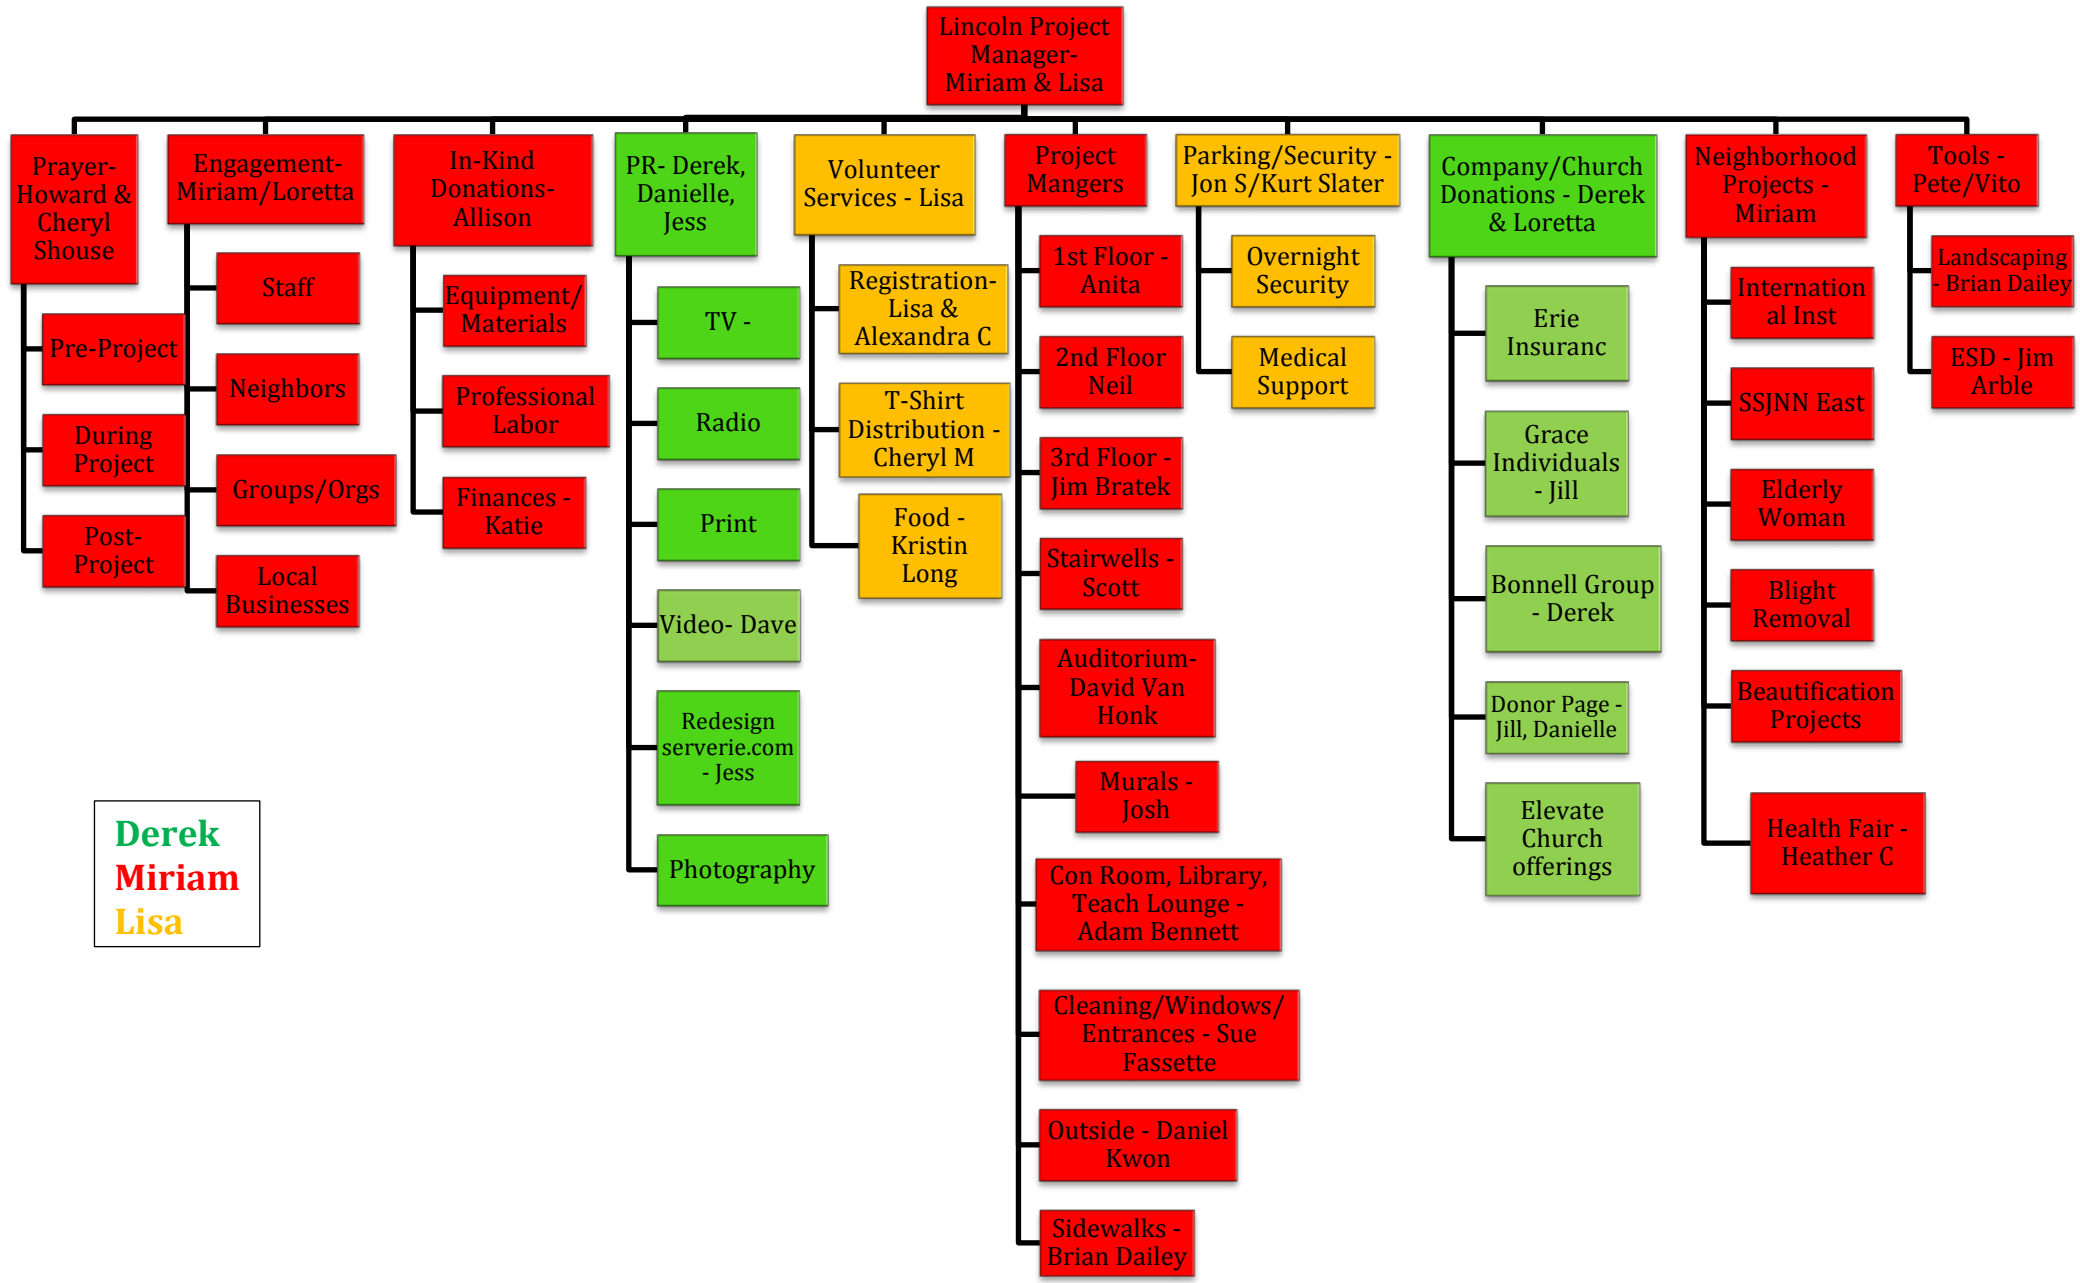 Lincoln Project
Manager-
Miriam & Lisa
Prayer-
Howard &
Cheryl
Shouse
Pre-Project
During
Project
Post-
Project
Engagement-
Miriam/Loretta
Staff
Neighbors
Groups/Orgs
Local
Businesses
In-Kind
Donations-
Allison
Equipment/
Materials
Professional
Labor
Finances -
Katie
PR- Derek,
Danielle,
Jess
TV -
Radio
Print
Video- Dave
Redesign
serverie.com
- Jess
Photography
Volunteer
Services - Lisa
Registration-
Lisa &
Alexandra C
T-Shirt
Distribution -
Cheryl M
Food -
Kristin
Long
Project
Mangers
1st Floor -
Anita
2nd Floor
Neil
3rd Floor -
Jim Bratek
Stairwells -
Scott
Auditorium-
David Van
Honk
Murals -
Josh
Con Room, Library,
Teach Lounge -
Adam Bennett
Cleaning/Windows/
Entrances - Sue
Fassette
Outside - Daniel
Kwon
Sidewalks -
Brian Dailey
Parking/Security -
Jon S/Kurt Slater
Overnight
Security
Medical
Support
Company/Church
Donations - Derek
& Loretta
Erie
Insuranc
Grace
Individuals
- Jill
Bonnell Group
- Derek
Donor Page -
Jill, Danielle
Elevate
Church
offerings
Neighborhood
Projects -
Miriam
Internation
al Inst
SSJNN East
Elderly
Woman
Blight
Removal
Beautification
Projects
Health Fair -
Heather C
Tools -
Pete/Vito
Landscaping
- Brian Dailey
ESD - Jim
Arble
Derek
Miriam
Lisa